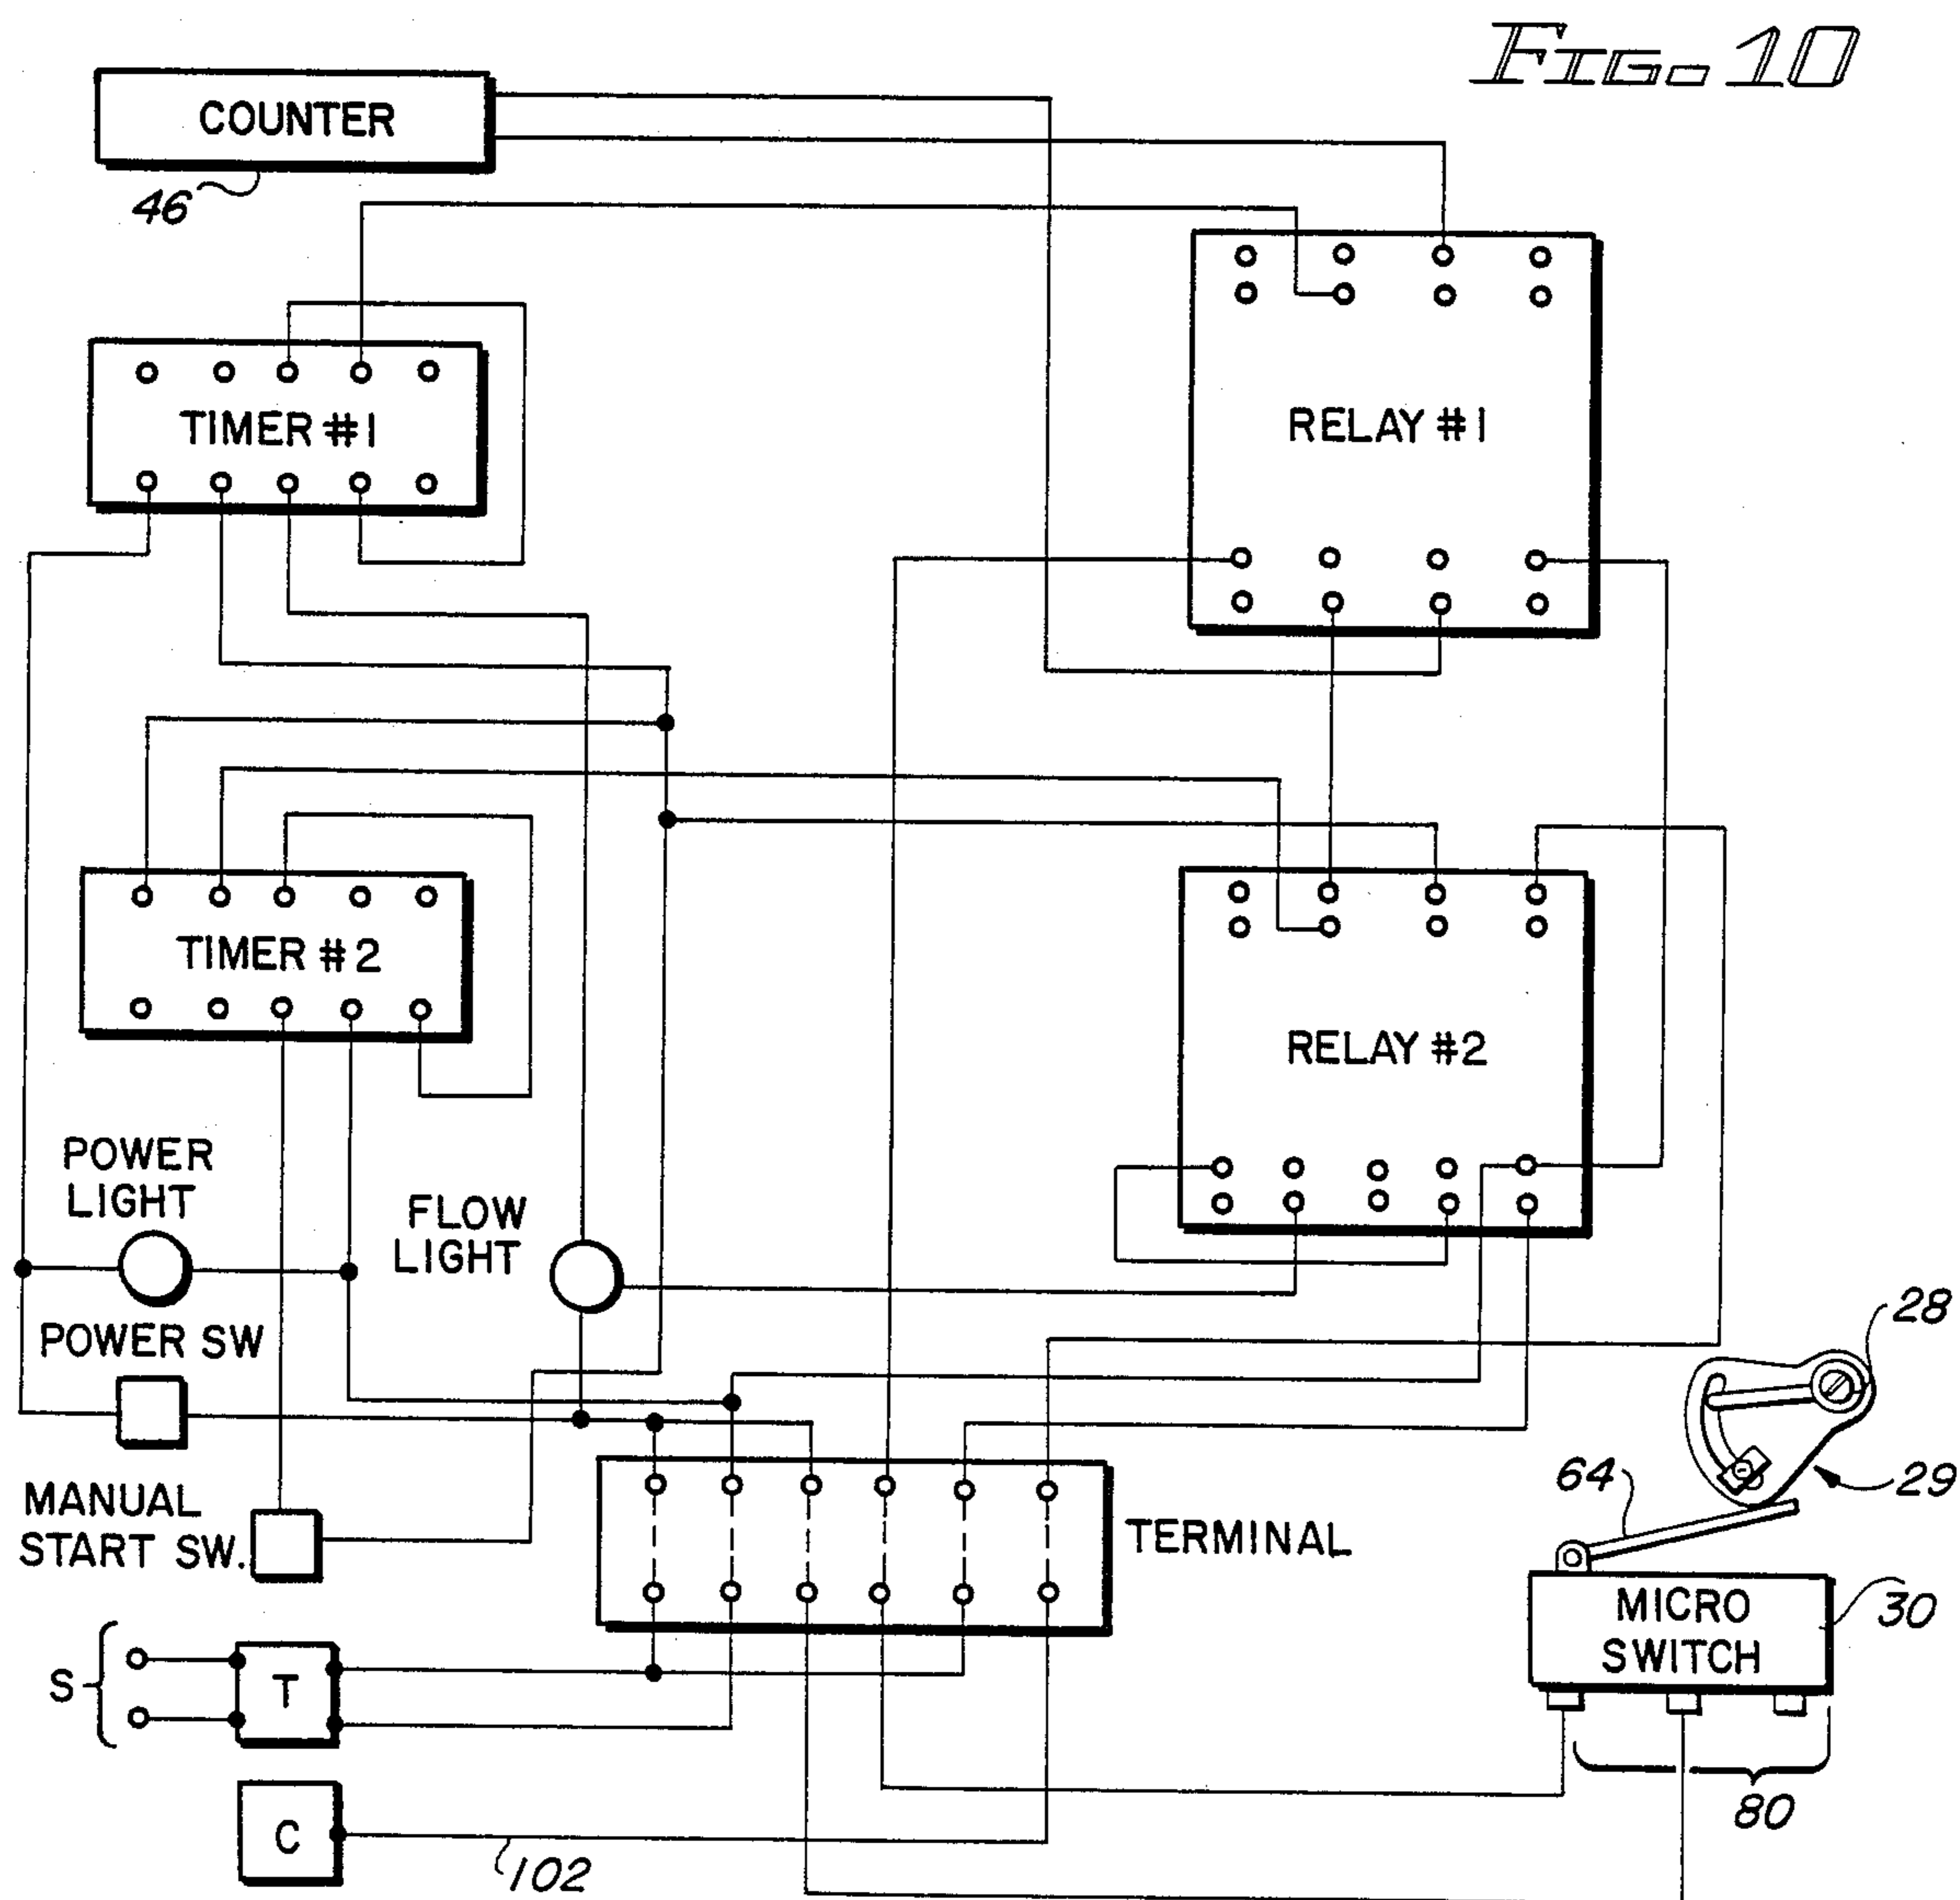 FIG. 10
COUNTER
46
TIMER #1
RELAY #1
TIMER #2
RELAY #2
POWER
LIGHT
FLOW
LIGHT
POWER SW
28
29
64
MANUAL
START SW.
TERMINAL
MICRO
SWITCH
30
S
T
80
C
102